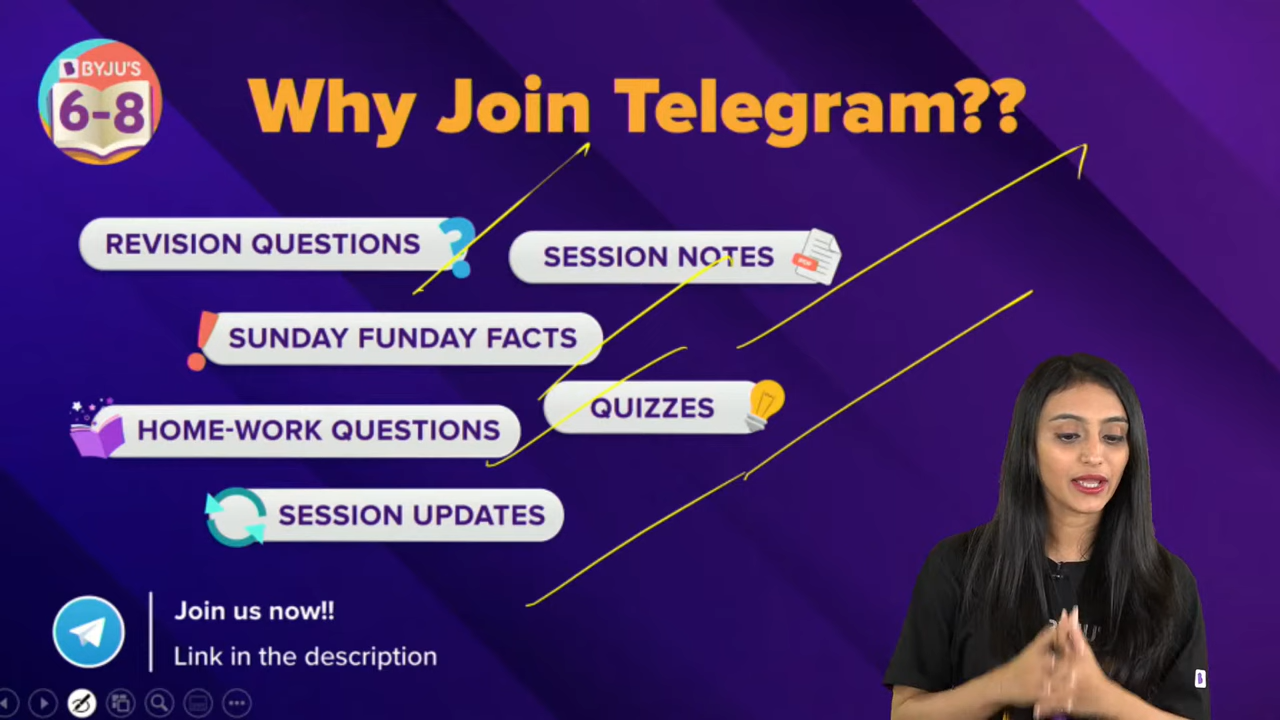 BYJU'S
6-8
Why Join Telegram??
REVISION QUESTIONS
SESSION NOTES
PDF
SUNDAY FUNDAY FACTS
QUIZZES
HOME-WORK QUESTIONS
SESSION UPDATES
Join us now!!
Link in the description